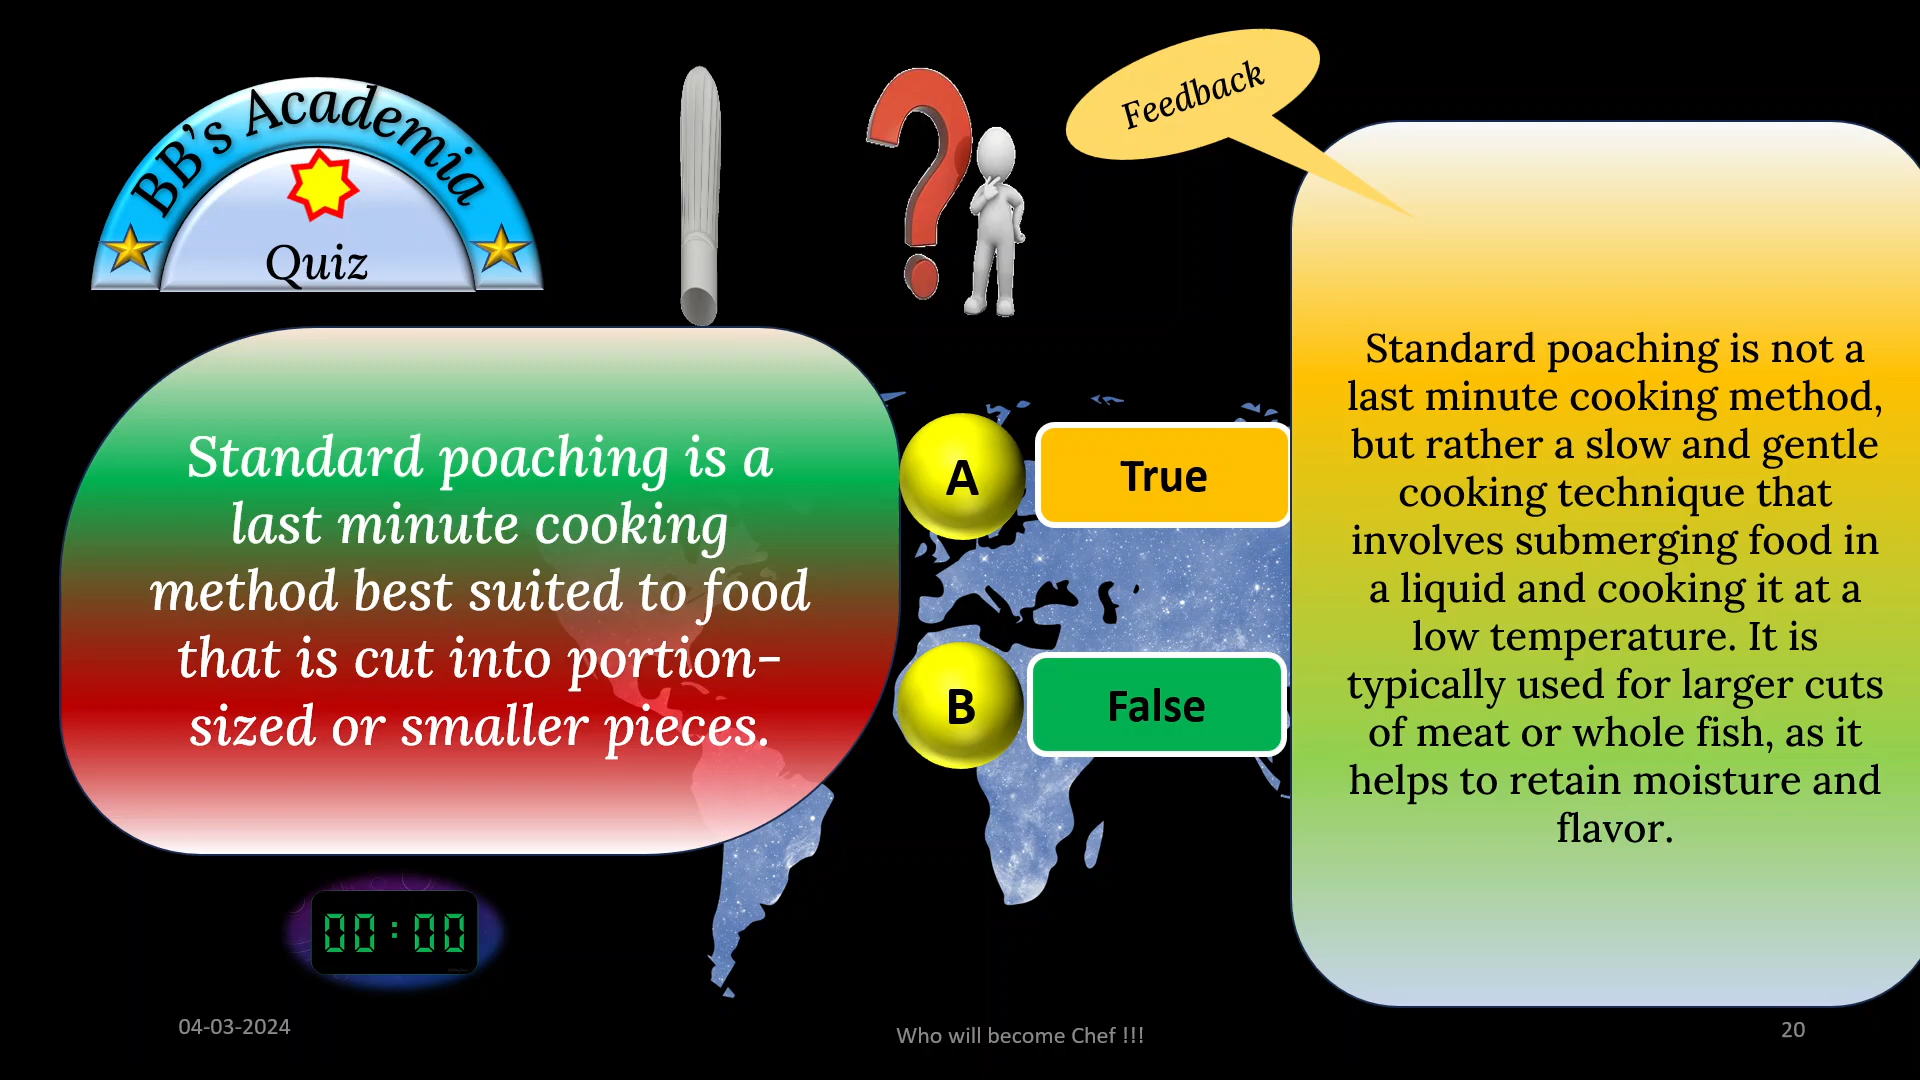 BB's Academia
Quiz
Feedback
Standard poaching is a
last minute cooking
method best suited to food
that is cut into portion-
sized or smaller pieces.
A
True
B
False
Standard poaching is not a
last minute cooking method,
but rather a slow and gentle
cooking technique that
involves submerging food in
a liquid and cooking it at a
low temperature. It is
typically used for larger cuts
of meat or whole fish, as it
helps to retain moisture and
flavor.
00:00
04-03-2024
Who will become Chef !!!
20